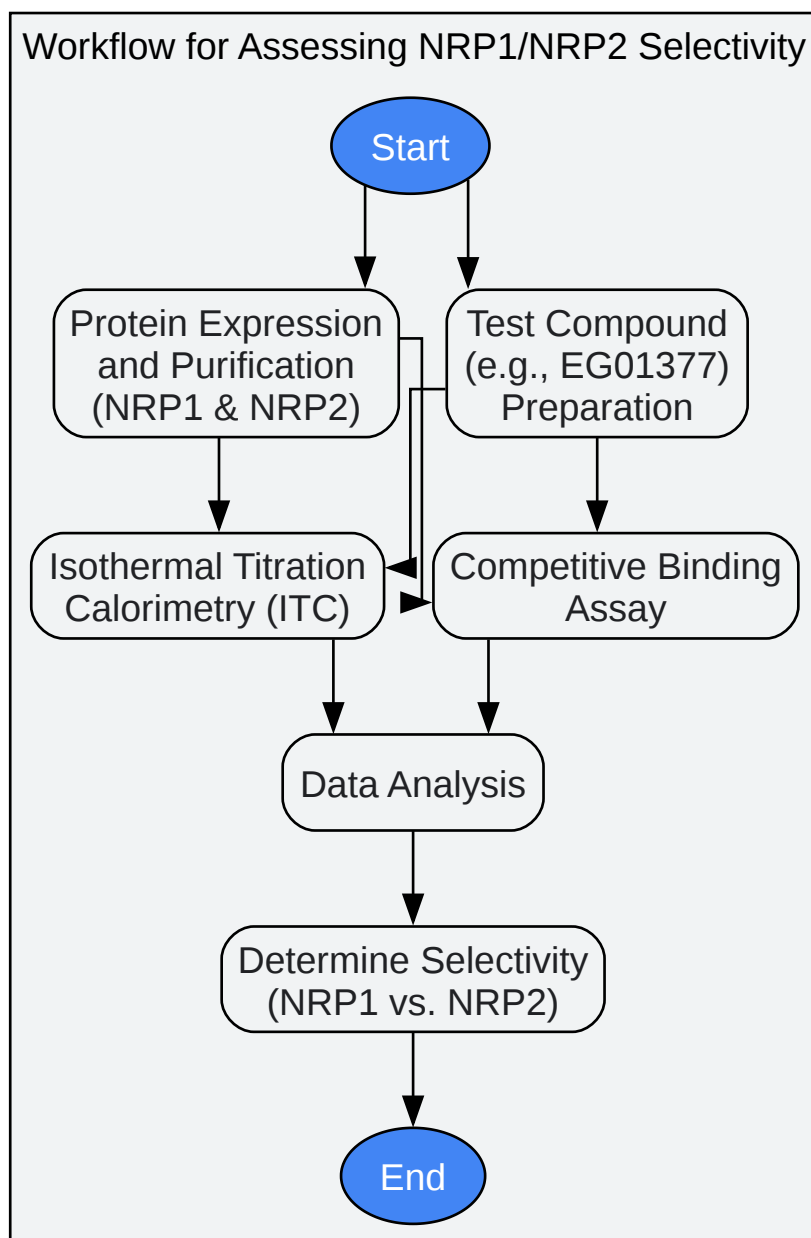 Workflow for Assessing NRP1/NRP2 Selectivity
Start
Protein Expression
and Purification
(NRP1 & NRP2)
Test Compound
(e.g., EG01377)
Preparation
Isothermal Titration
Calorimetry (ITC)
Competitive Binding
Assay
Data Analysis
Determine Selectivity
(NRP1 vs. NRP2)
End